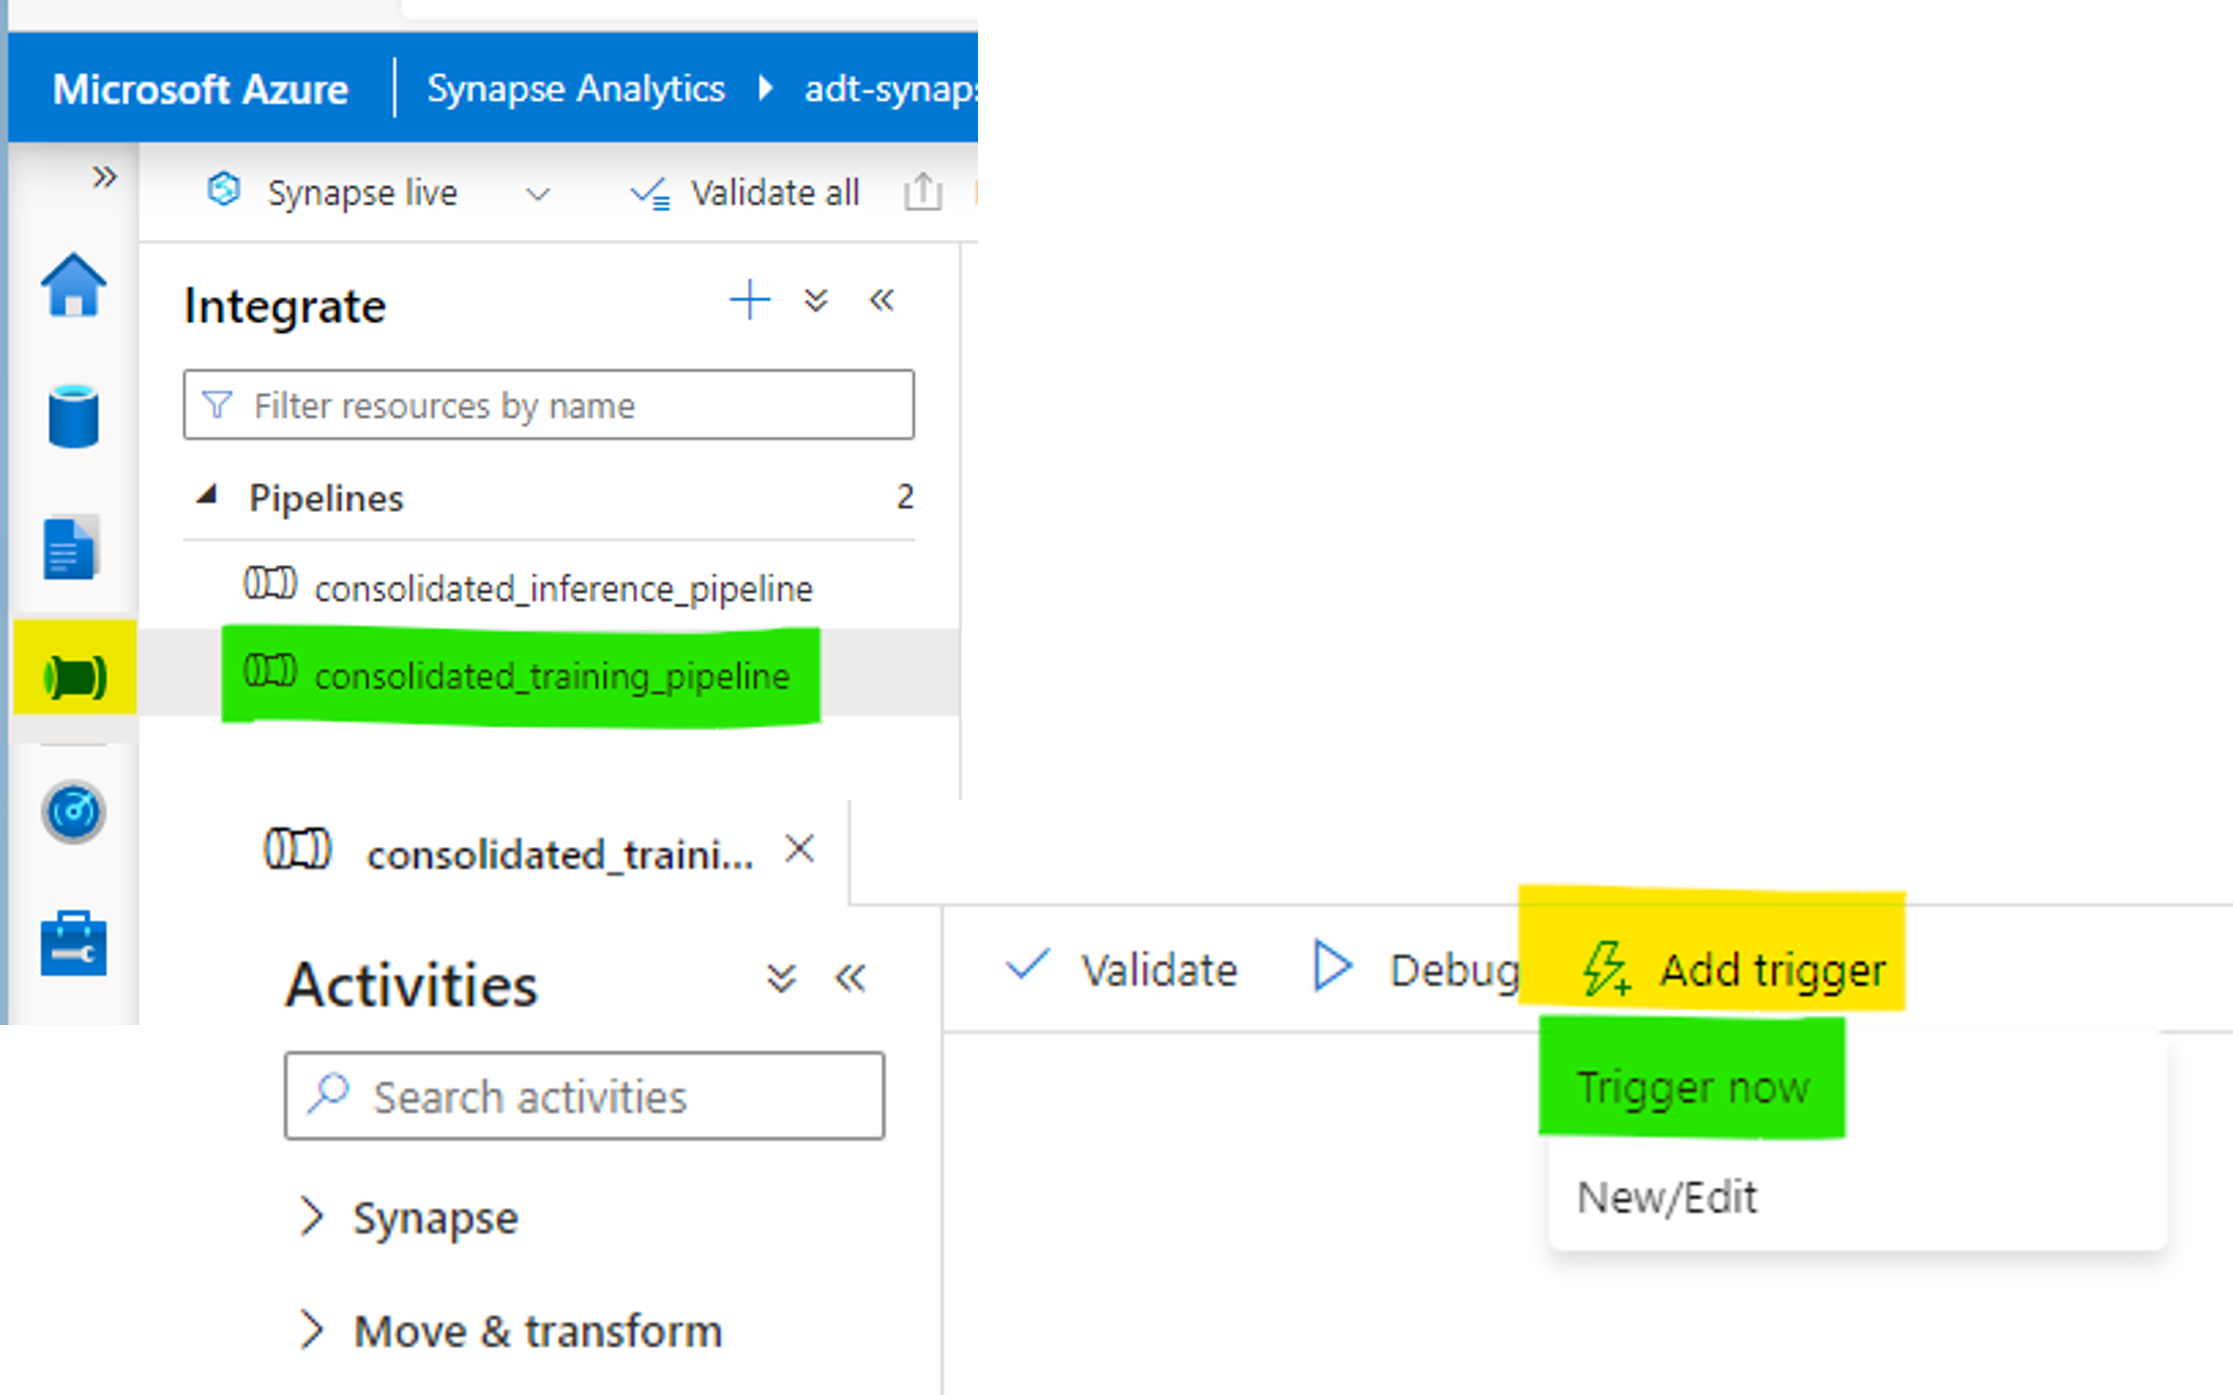 Microsoft Azure
Synapse Analytics
adt-synaps
Synapse live
Validate all
Integrate
Filter resources by name
Pipelines 2
consolidated_inference_pipeline
consolidated_training_pipeline
consolidated_traini...
Activities
Search activities
Synapse
Move & transform
Validate
Debug
Add trigger
Trigger now
New/Edit